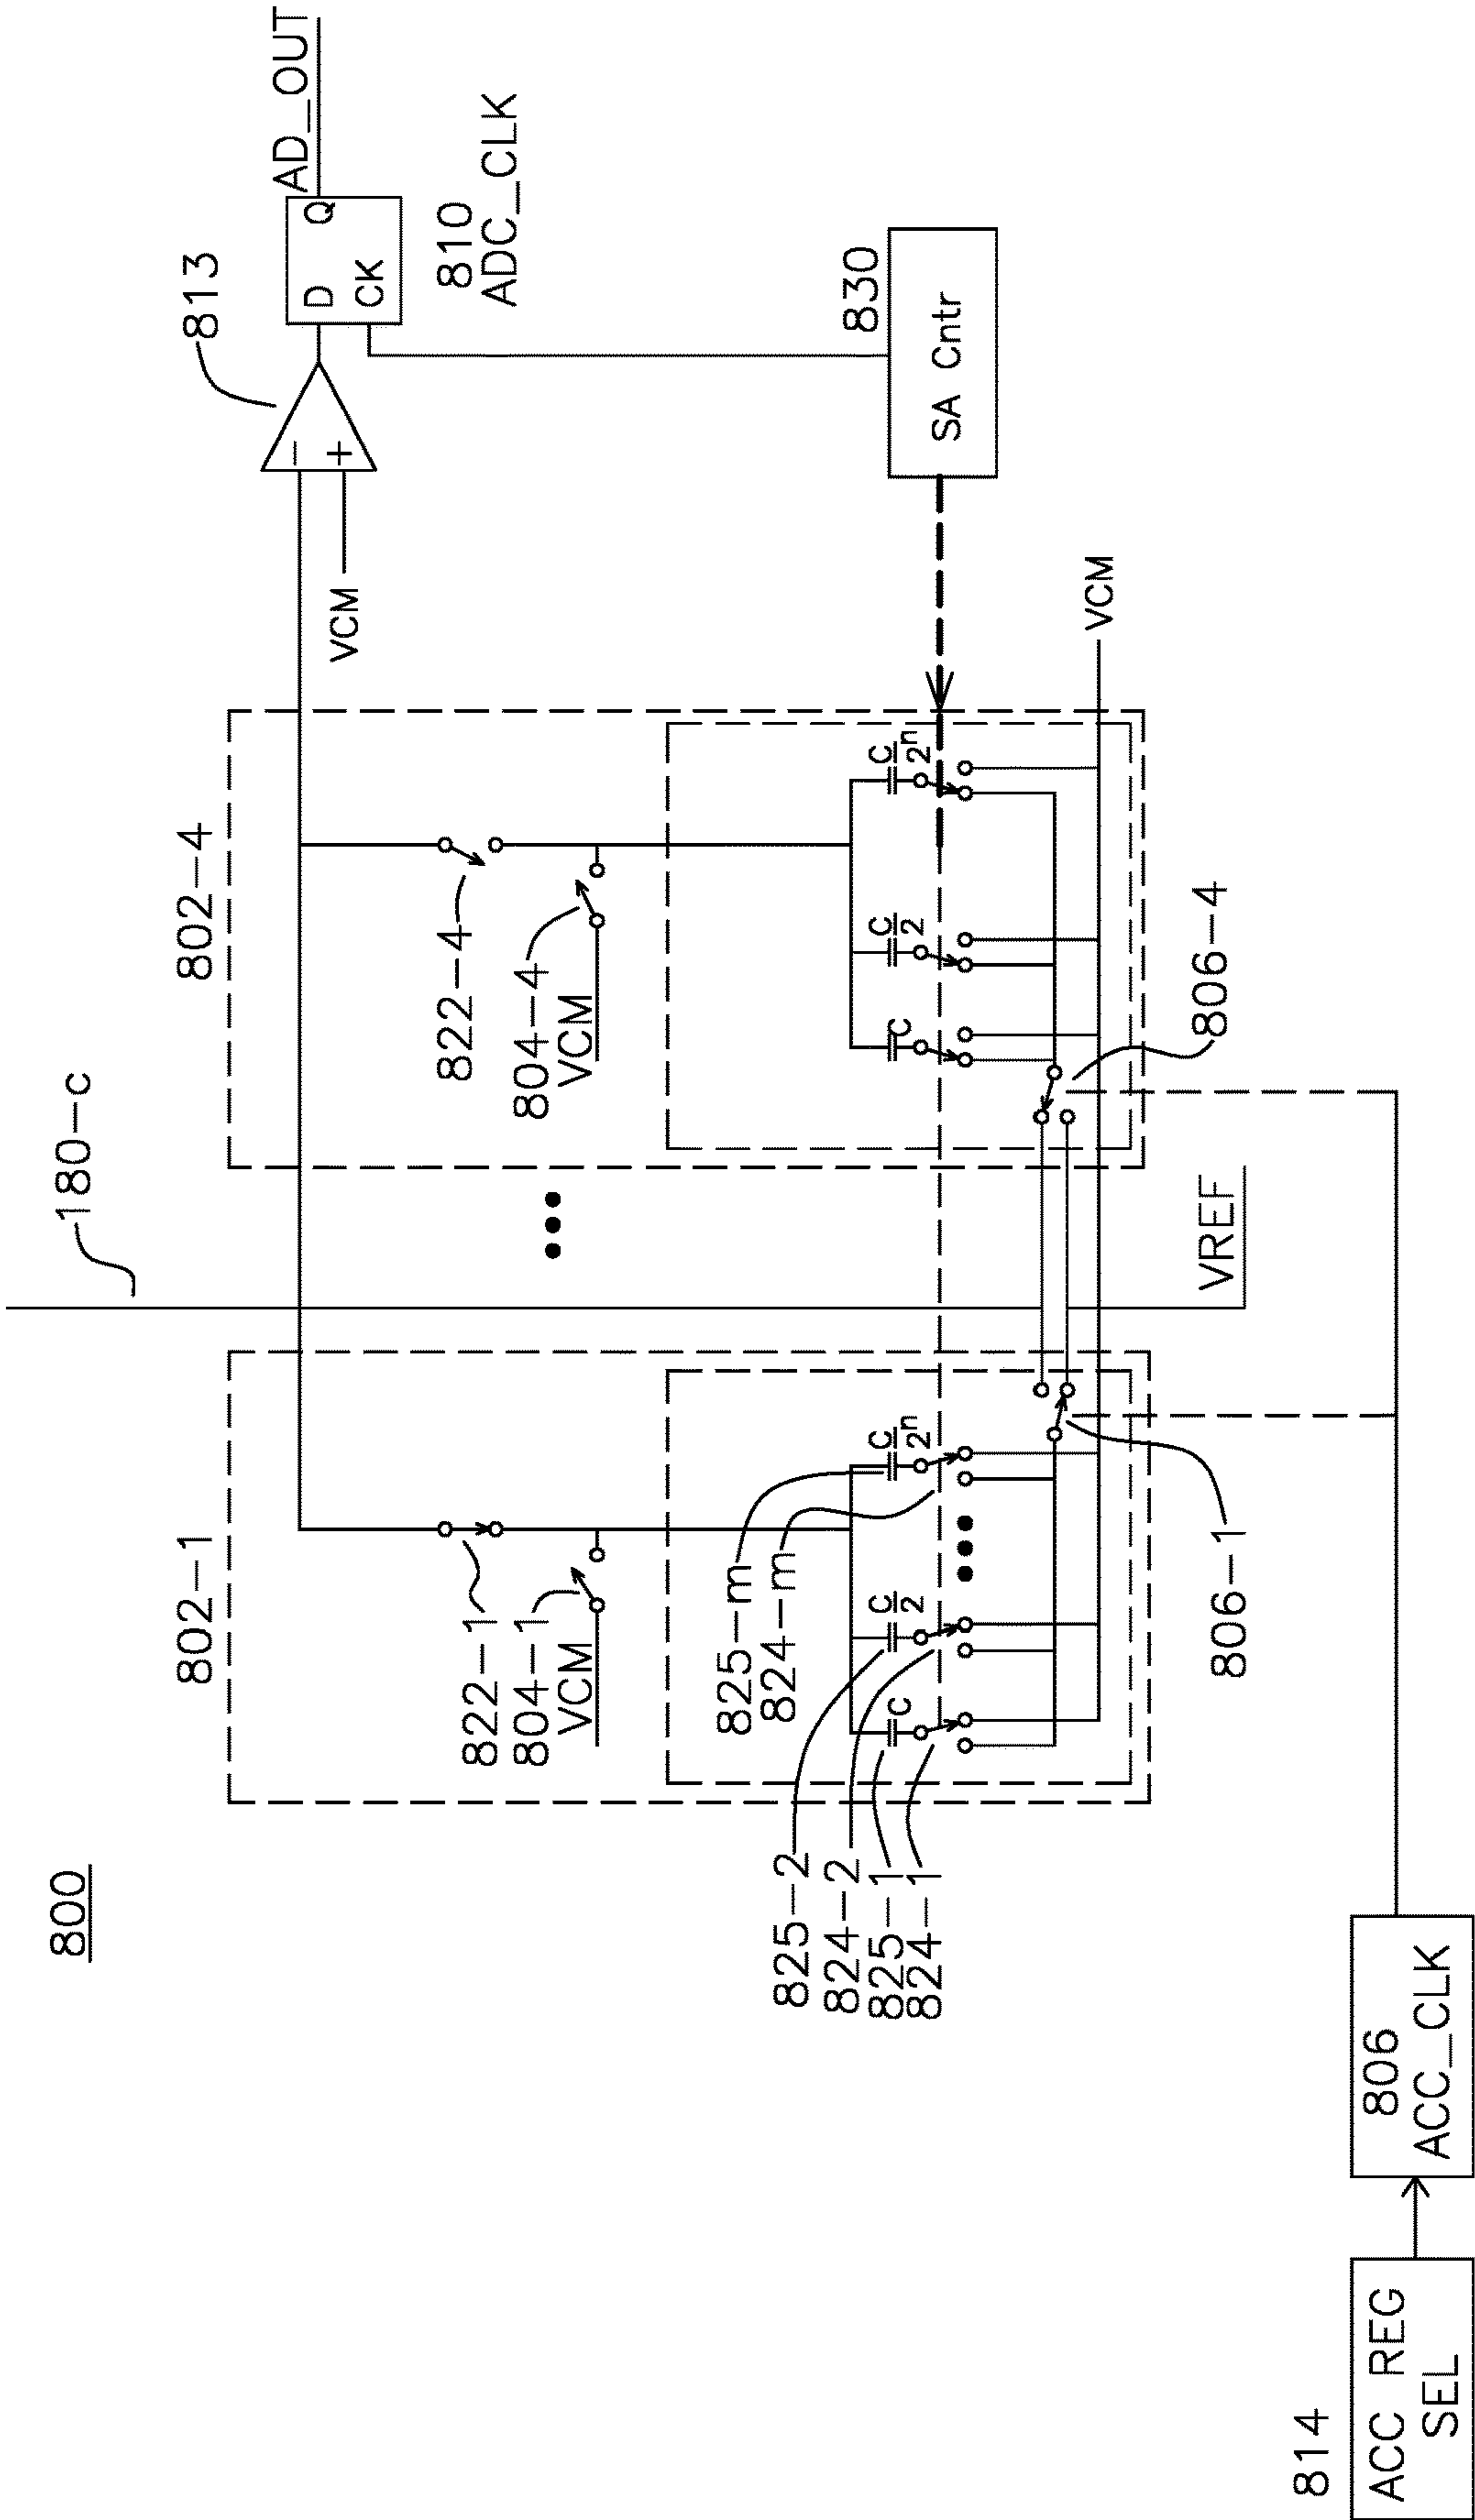 800
180-c
802-1
802-4
813
AD_OUT
D Q
CK
810
ADC_CLK
VCM
822-1
804-1
VCM
822-4
804-4
VCM
825-m
824-m
825-2
824-2
825-1
824-1
C
C/2
C/2ⁿ
C
C/2
C/2ⁿ
830
SA Cntr
VCM
806-1
806-4
VREF
814
ACC REG
SEL
806
ACC_CLK